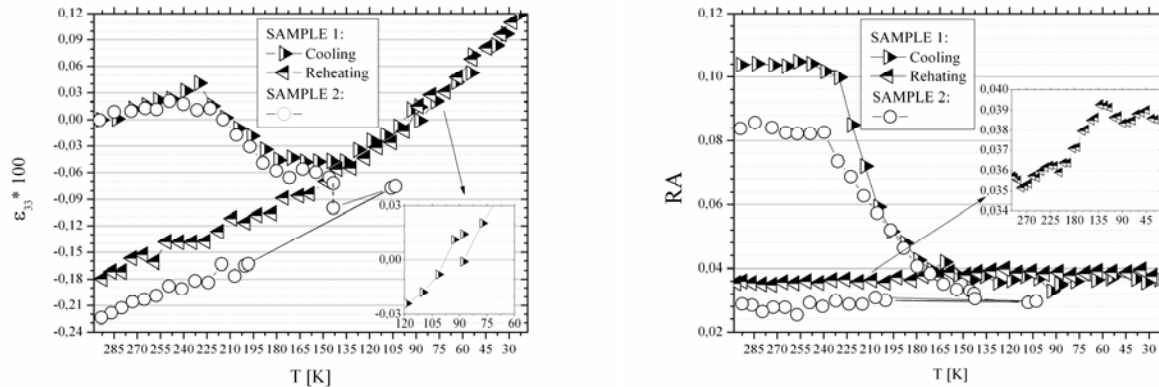 0,12
0,09
0,06
0,03
0,00
-0,03
-0,06
-0,09
-0,12
-0,15
-0,18
-0,21
-0,24
ε33* 100
SAMPLE 1:
Cooling
Reheating
SAMPLE 2:
0,03
0,00
-0,03
120 105 90 75 60
285 270 255 240 225 210 195 180 165 150 135 120 105 90 75 60 45 30
T [K]
0,12
0,10
0,08
0,06
0,04
0,02
RA
SAMPLE 1:
Cooling
Rehating
SAMPLE 2:
0,040
0,039
0,038
0,037
0,036
0,035
0,034
270 225 180 135 90 45
285 270 255 240 225 210 195 180 165 150 135 120 105 90 75 60 45 30
T [K]